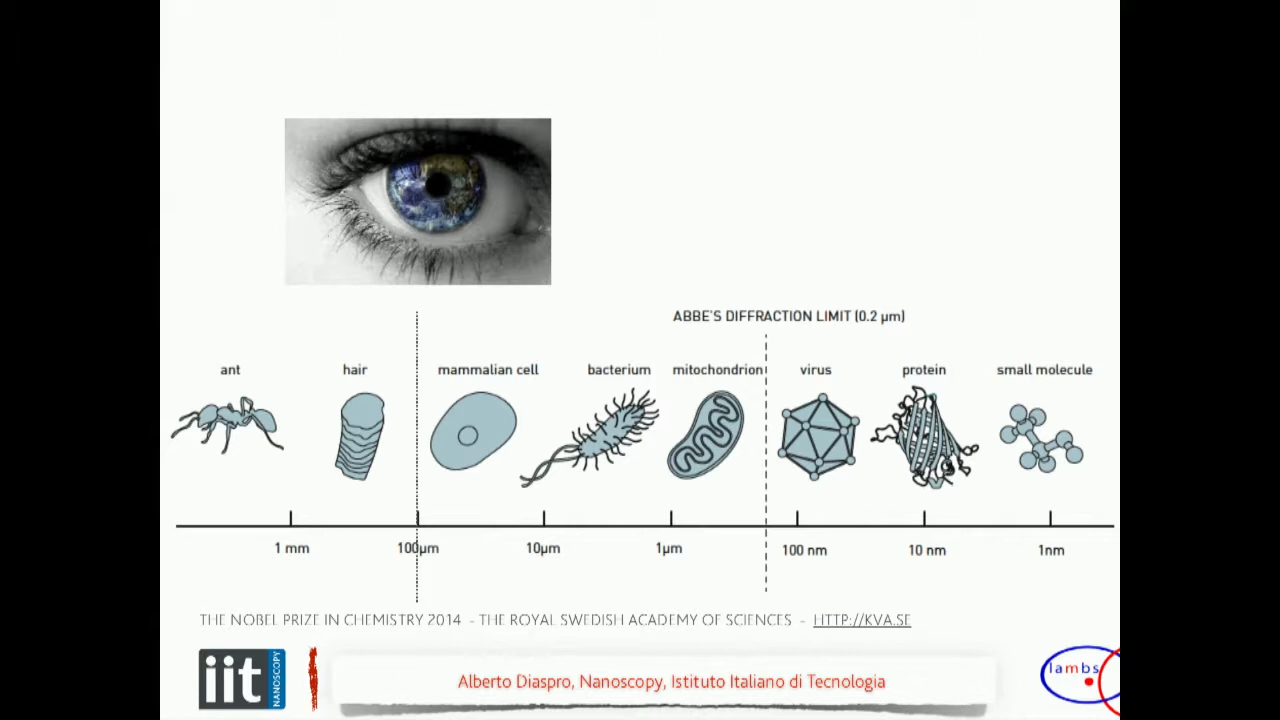 ABBE'S DIFFRACTION LIMIT (0.2 µm)
ant hair mammalian cell bacterium mitochondrion virus protein small molecule
1 mm 100µm 10µm 1µm 100 nm 10 nm 1nm
THE NOBEL PRIZE IN CHEMISTRY 2014 - THE ROYAL SWEDISH ACADEMY OF SCIENCES - HTTP://KVA.SE
iit NANOSCOPY
Alberto Diaspro, Nanoscopy, Istituto Italiano di Tecnologia
lambs